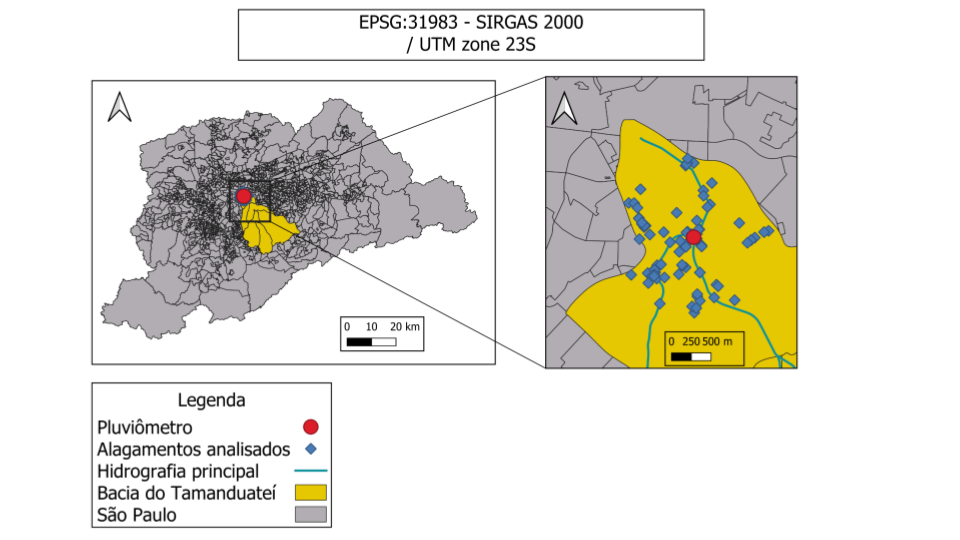 EPSG:31983 - SIRGAS 2000
/ UTM zone 23S
0 10 20 km
0 250 500 m
Legenda
Pluviômetro
Alagamentos analisados
Hidrografia principal
Bacia do Tamanduateí
São Paulo